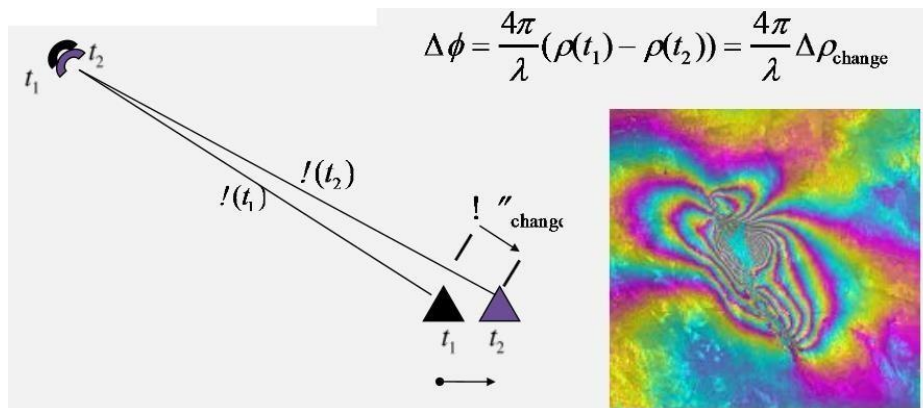 Δϕ = 4π/λ (ρ(t₁) − ρ(t₂)) = 4π/λ Δρchange
t₂
t₁
!(t₂)
!(t₁)
! ″change
t₁ t₂